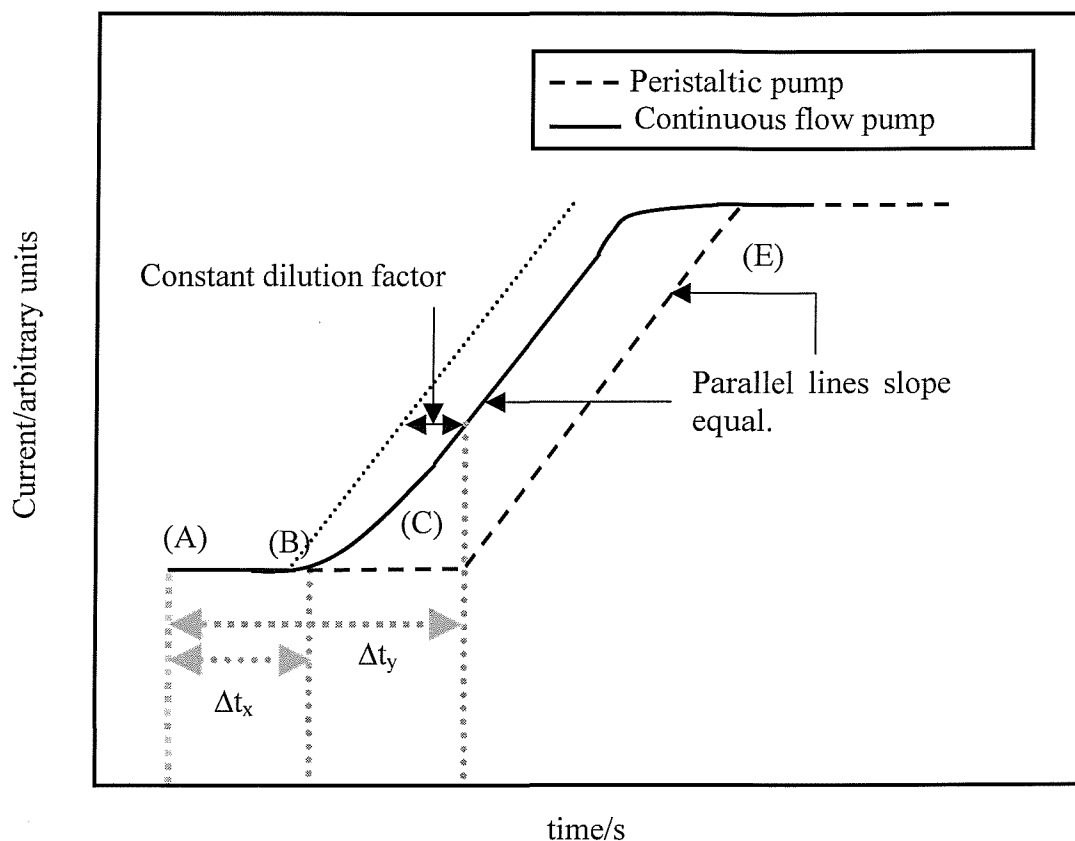 Peristaltic pump
Continuous flow pump
Constant dilution factor
(E)
Parallel lines slope
equal.
(A)
(B)
(C)
Δty
Δtx
Current/arbitrary units
time/s